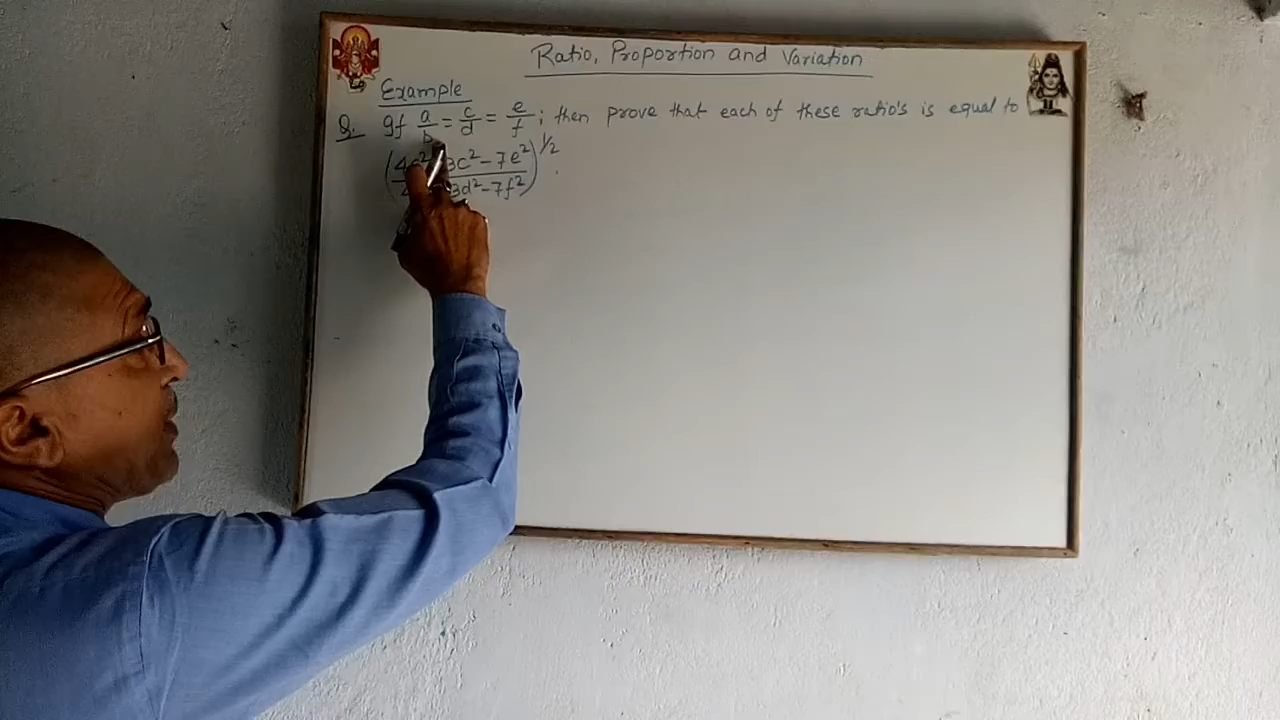 Ratio, Proportion and Variation
Example
Q. If a/b = c/d = e/f ; then prove that each of these ratio's is equal to
(4 3c² - 7e² / 3d² - 7f²)^1/2